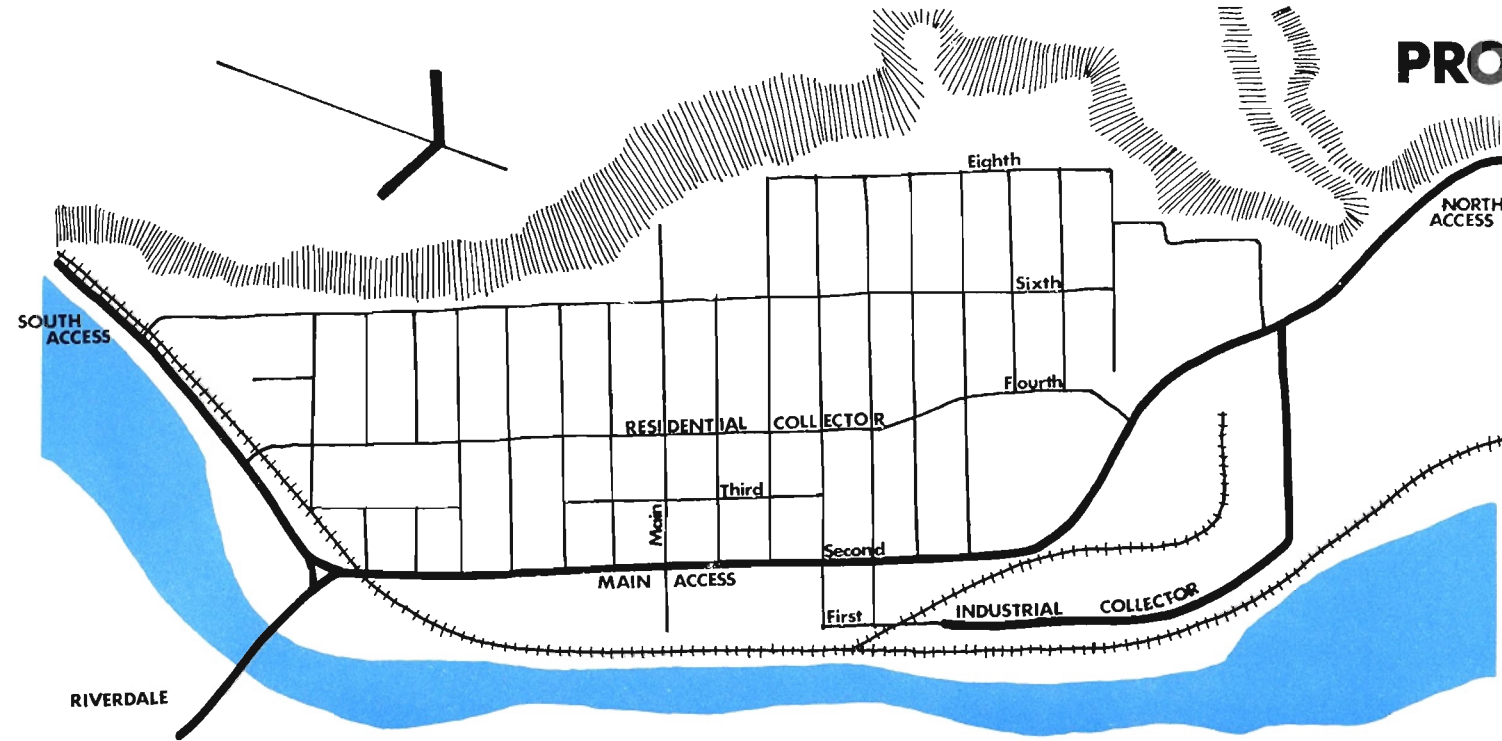 PRO
Eighth
NORTH
ACCESS
Sixth
SOUTH
ACCESS
Fourth
RESIDENTIAL COLLECTOR
Third
Main
Second
MAIN ACCESS
INDUSTRIAL COLLECTOR
First
RIVERDALE